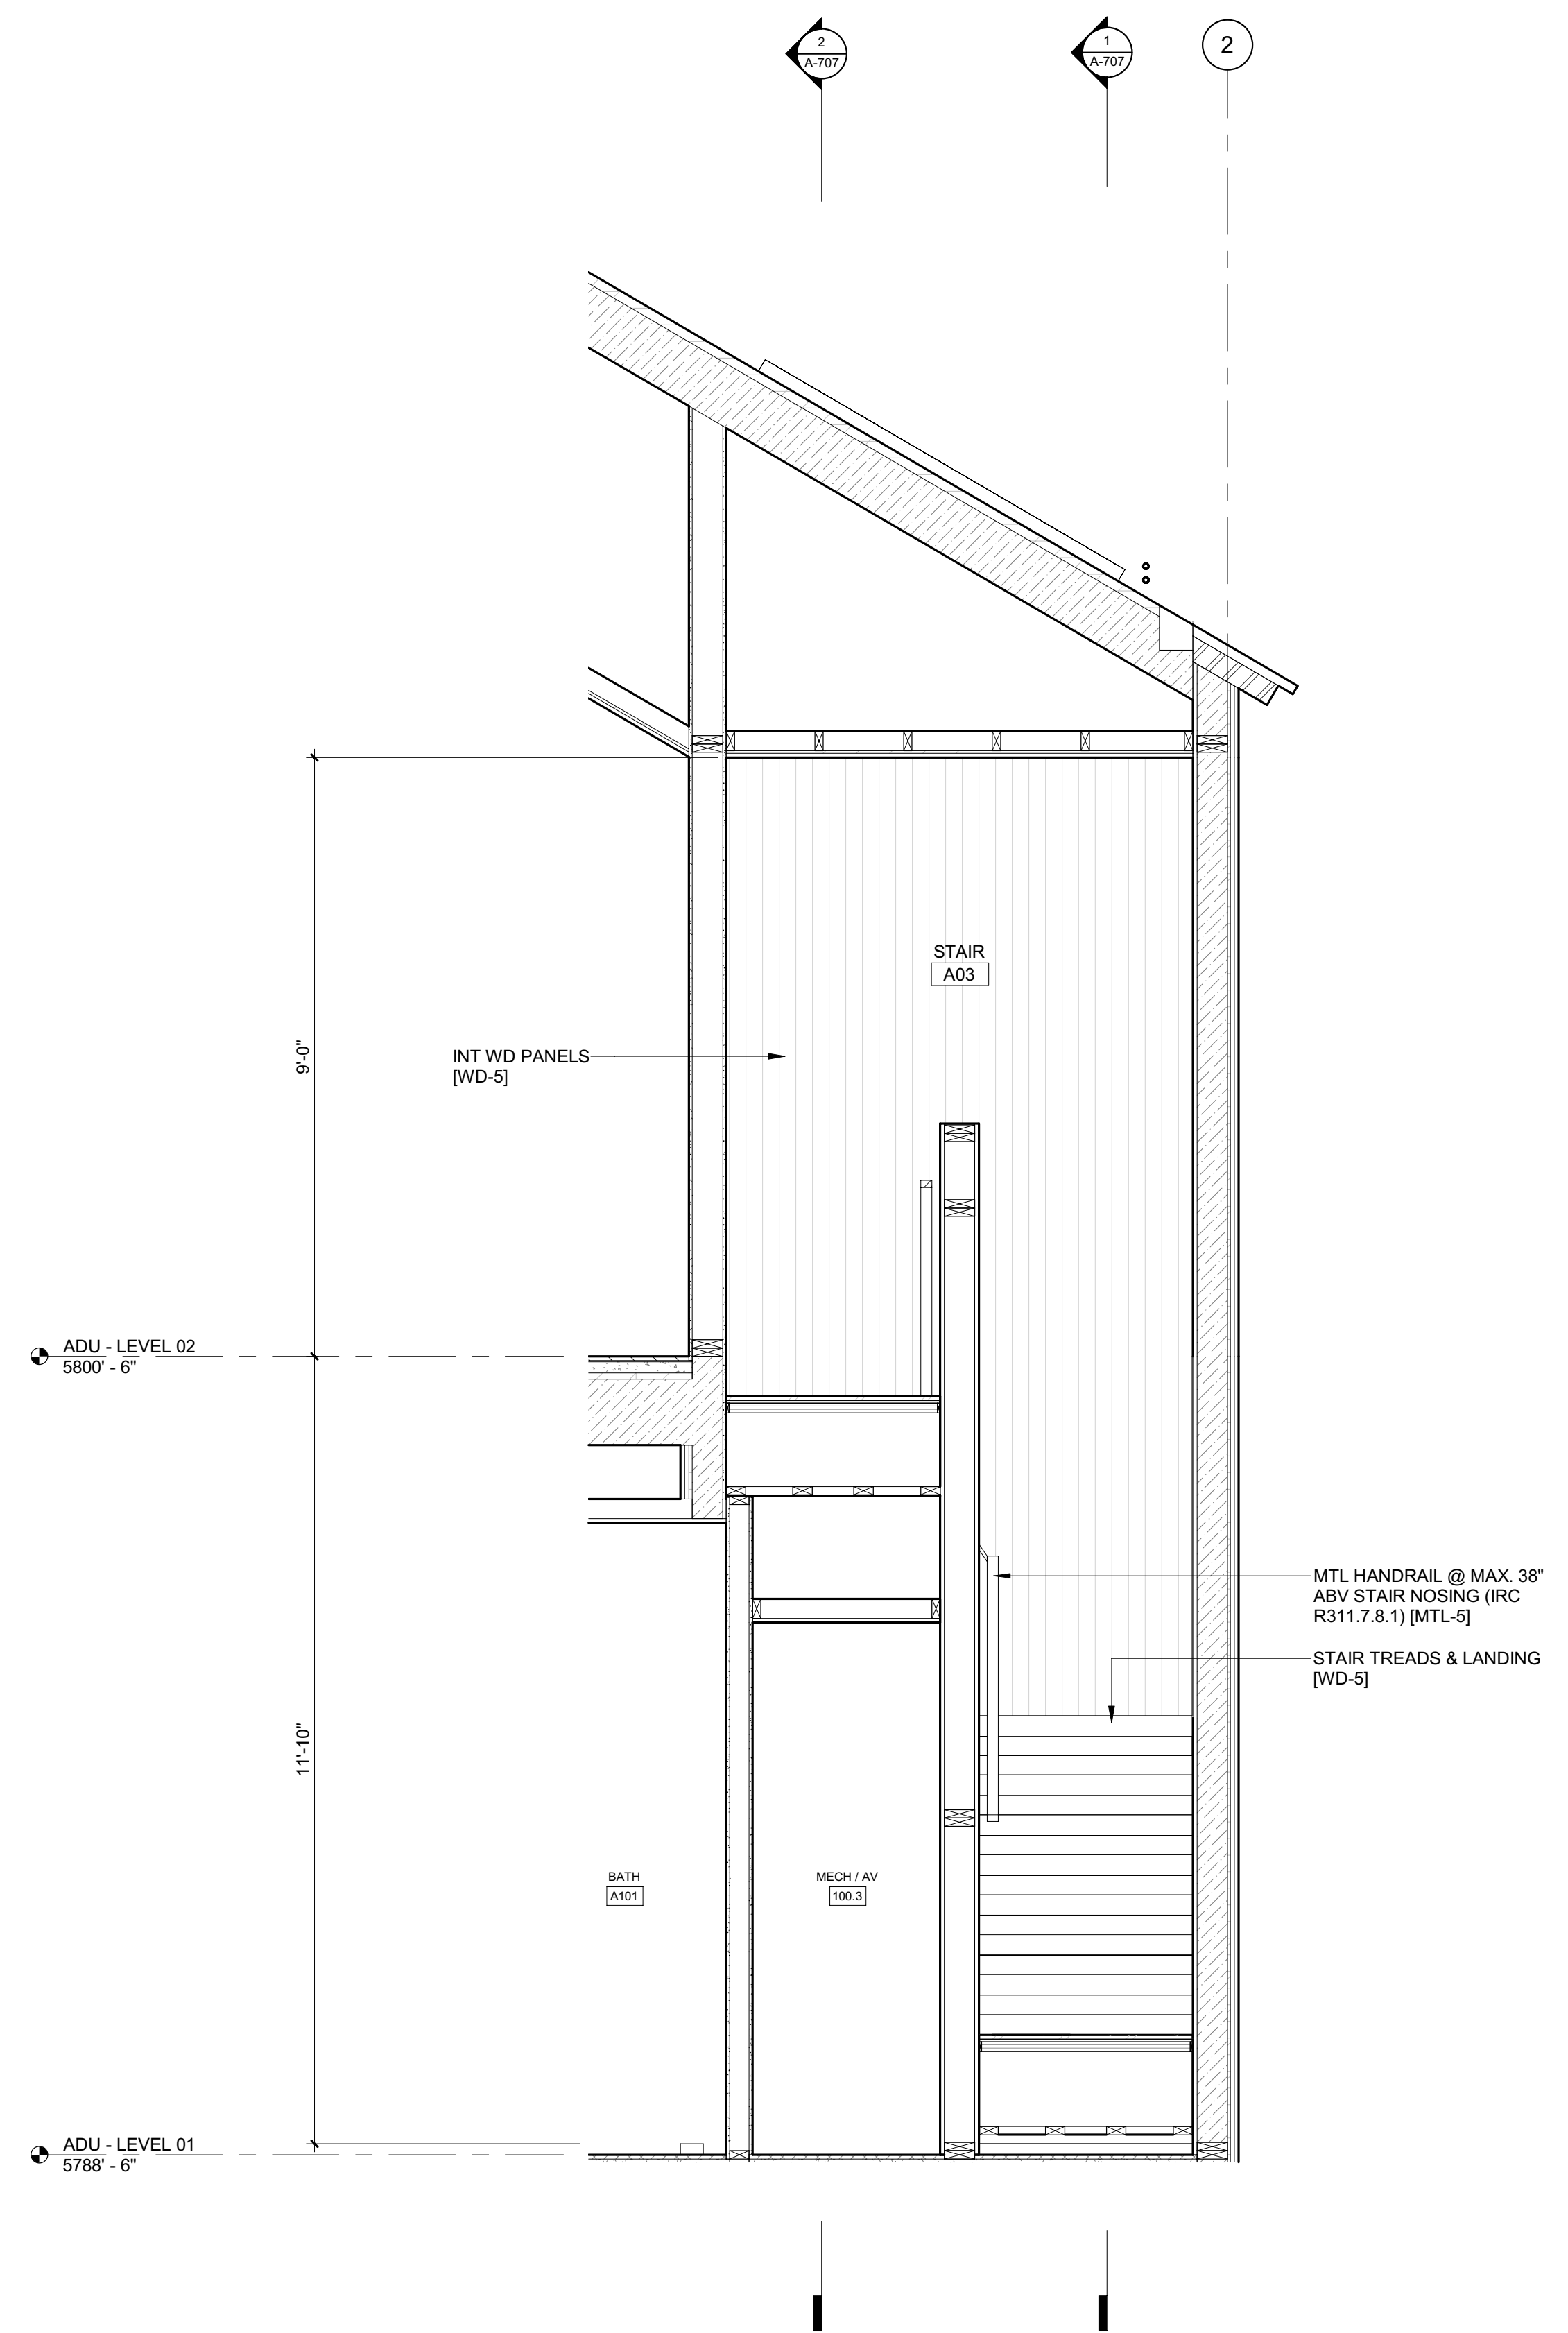 2
A-707
1
A-707
2
STAIR
A03
9'-0"
INT WD PANELS
[WD-5]
ADU - LEVEL 02
5800' - 6"
MTL HANDRAIL @ MAX. 38"
ABV STAIR NOSING (IRC
R311.7.8.1) [MTL-5]
STAIR TREADS & LANDING
[WD-5]
11'-10"
BATH
A101
MECH / AV
100.3
ADU - LEVEL 01
5788' - 6"